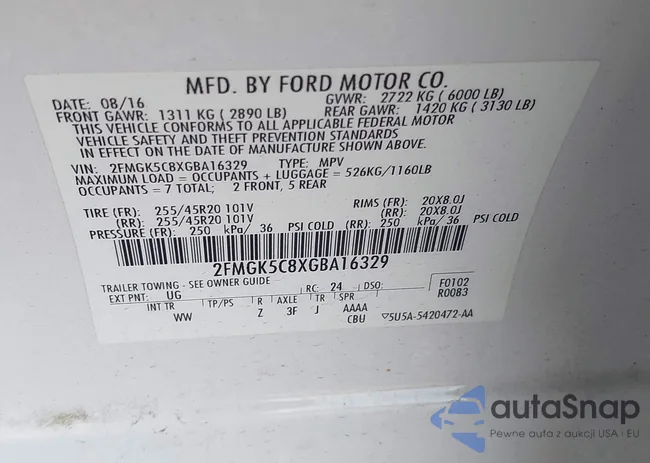 MFD. BY FORD MOTOR CO.
DATE: 08/16 GVWR: 2722 KG ( 6000 LB)
FRONT GAWR: 1311 KG ( 2890 LB) REAR GAWR: 1420 KG ( 3130 LB)
THIS VEHICLE CONFORMS TO ALL APPLICABLE FEDERAL MOTOR
VEHICLE SAFETY AND THEFT PREVENTION STANDARDS
IN EFFECT ON THE DATE OF MANUFACTURE SHOWN ABOVE.
VIN: 2FMGK5C8XGBA16329 TYPE: MPV
MAXIMUM LOAD = OCCUPANTS + LUGGAGE = 526KG/1160LB
OCCUPANTS = 7 TOTAL; 2 FRONT, 5 REAR
TIRE (FR): 255/45R20 101V RIMS (FR): 20X8.0J
(RR): 255/45R20 101V (RR): 20X8.0J
PRESSURE (FR): 250 kPa/ 36 PSI COLD (RR): 250 kPa/ 36 PSI COLD
2FMGK5C8XGBA16329
TRAILER TOWING - SEE OWNER GUIDE RC: 24 DSO: F0102
EXT PNT: UG R0083
INT TR TP/PS R AXLE TR SPR
WW Z 3F J AAAA
CBU ▽5U5A-5420472-AA
autaSnap
Pewne auta z aukcji USA i EU